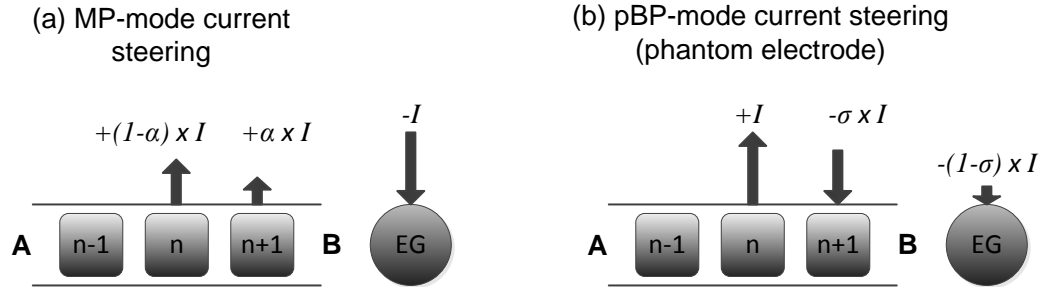 (a) MP-mode current
steering
+(1-α) x I
+α x I
-I
A
n-1
n
n+1
B
EG
(b) pBP-mode current steering
(phantom electrode)
+I
-σ x I
-(1-σ) x I
A
n-1
n
n+1
B
EG